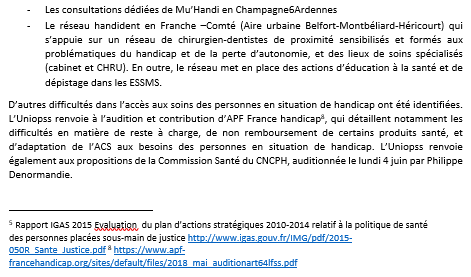 - Les consultations dédiées de Mu'Handi en Champagne6Ardennes
- Le réseau handident en Franche –Comté (Aire urbaine Belfort-Montbéliard-Héricourt) qui
s'appuie sur un réseau de chirurgien-dentistes de proximité sensibilisés et formés aux
problématiques du handicap et de la perte d'autonomie, et des lieux de soins spécialisés
(cabinet et CHRU). En outre, le réseau met en place des actions d'éducation à la santé et de
dépistage dans les ESSMS.
D'autres difficultés dans l'accès aux soins des personnes en situation de handicap ont été identifiées.
L'Uniopss renvoie à l'audition et contribution d'APF France handicap⁸, qui détaillent notamment les
difficultés en matière de reste à charge, de non remboursement de certains produits santé, et
d'adaptation de l'ACS aux besoins des personnes en situation de handicap. L'Uniopss renvoie
également aux propositions de la Commission Santé du CNCPH, auditionnée le lundi 4 juin par Philippe
Denormandie.
⁵ Rapport IGAS 2015 Evaluation du plan d'actions stratégiques 2010-2014 relatif à la politique de santé
des personnes placées sous-main de justice http://www.igas.gouv.fr/IMG/pdf/2015-
050R_Sante_Justice.pdf ⁸ https://www.apf-
francehandicap.org/sites/default/files/2018_mai_auditionart64lfss.pdf